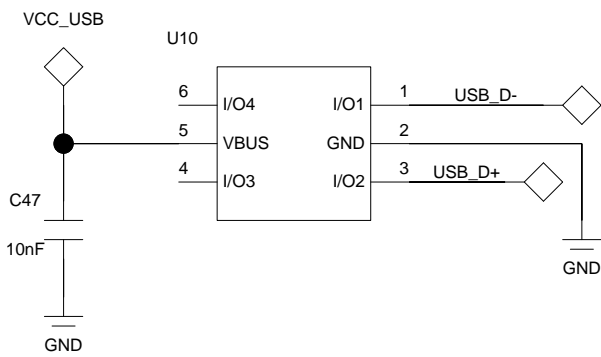 VCC_USB
U10
6 I/O4 I/O1 1 USB_D-
5 VBUS GND 2
4 I/O3 I/O2 3 USB_D+
C47
10nF
GND
GND